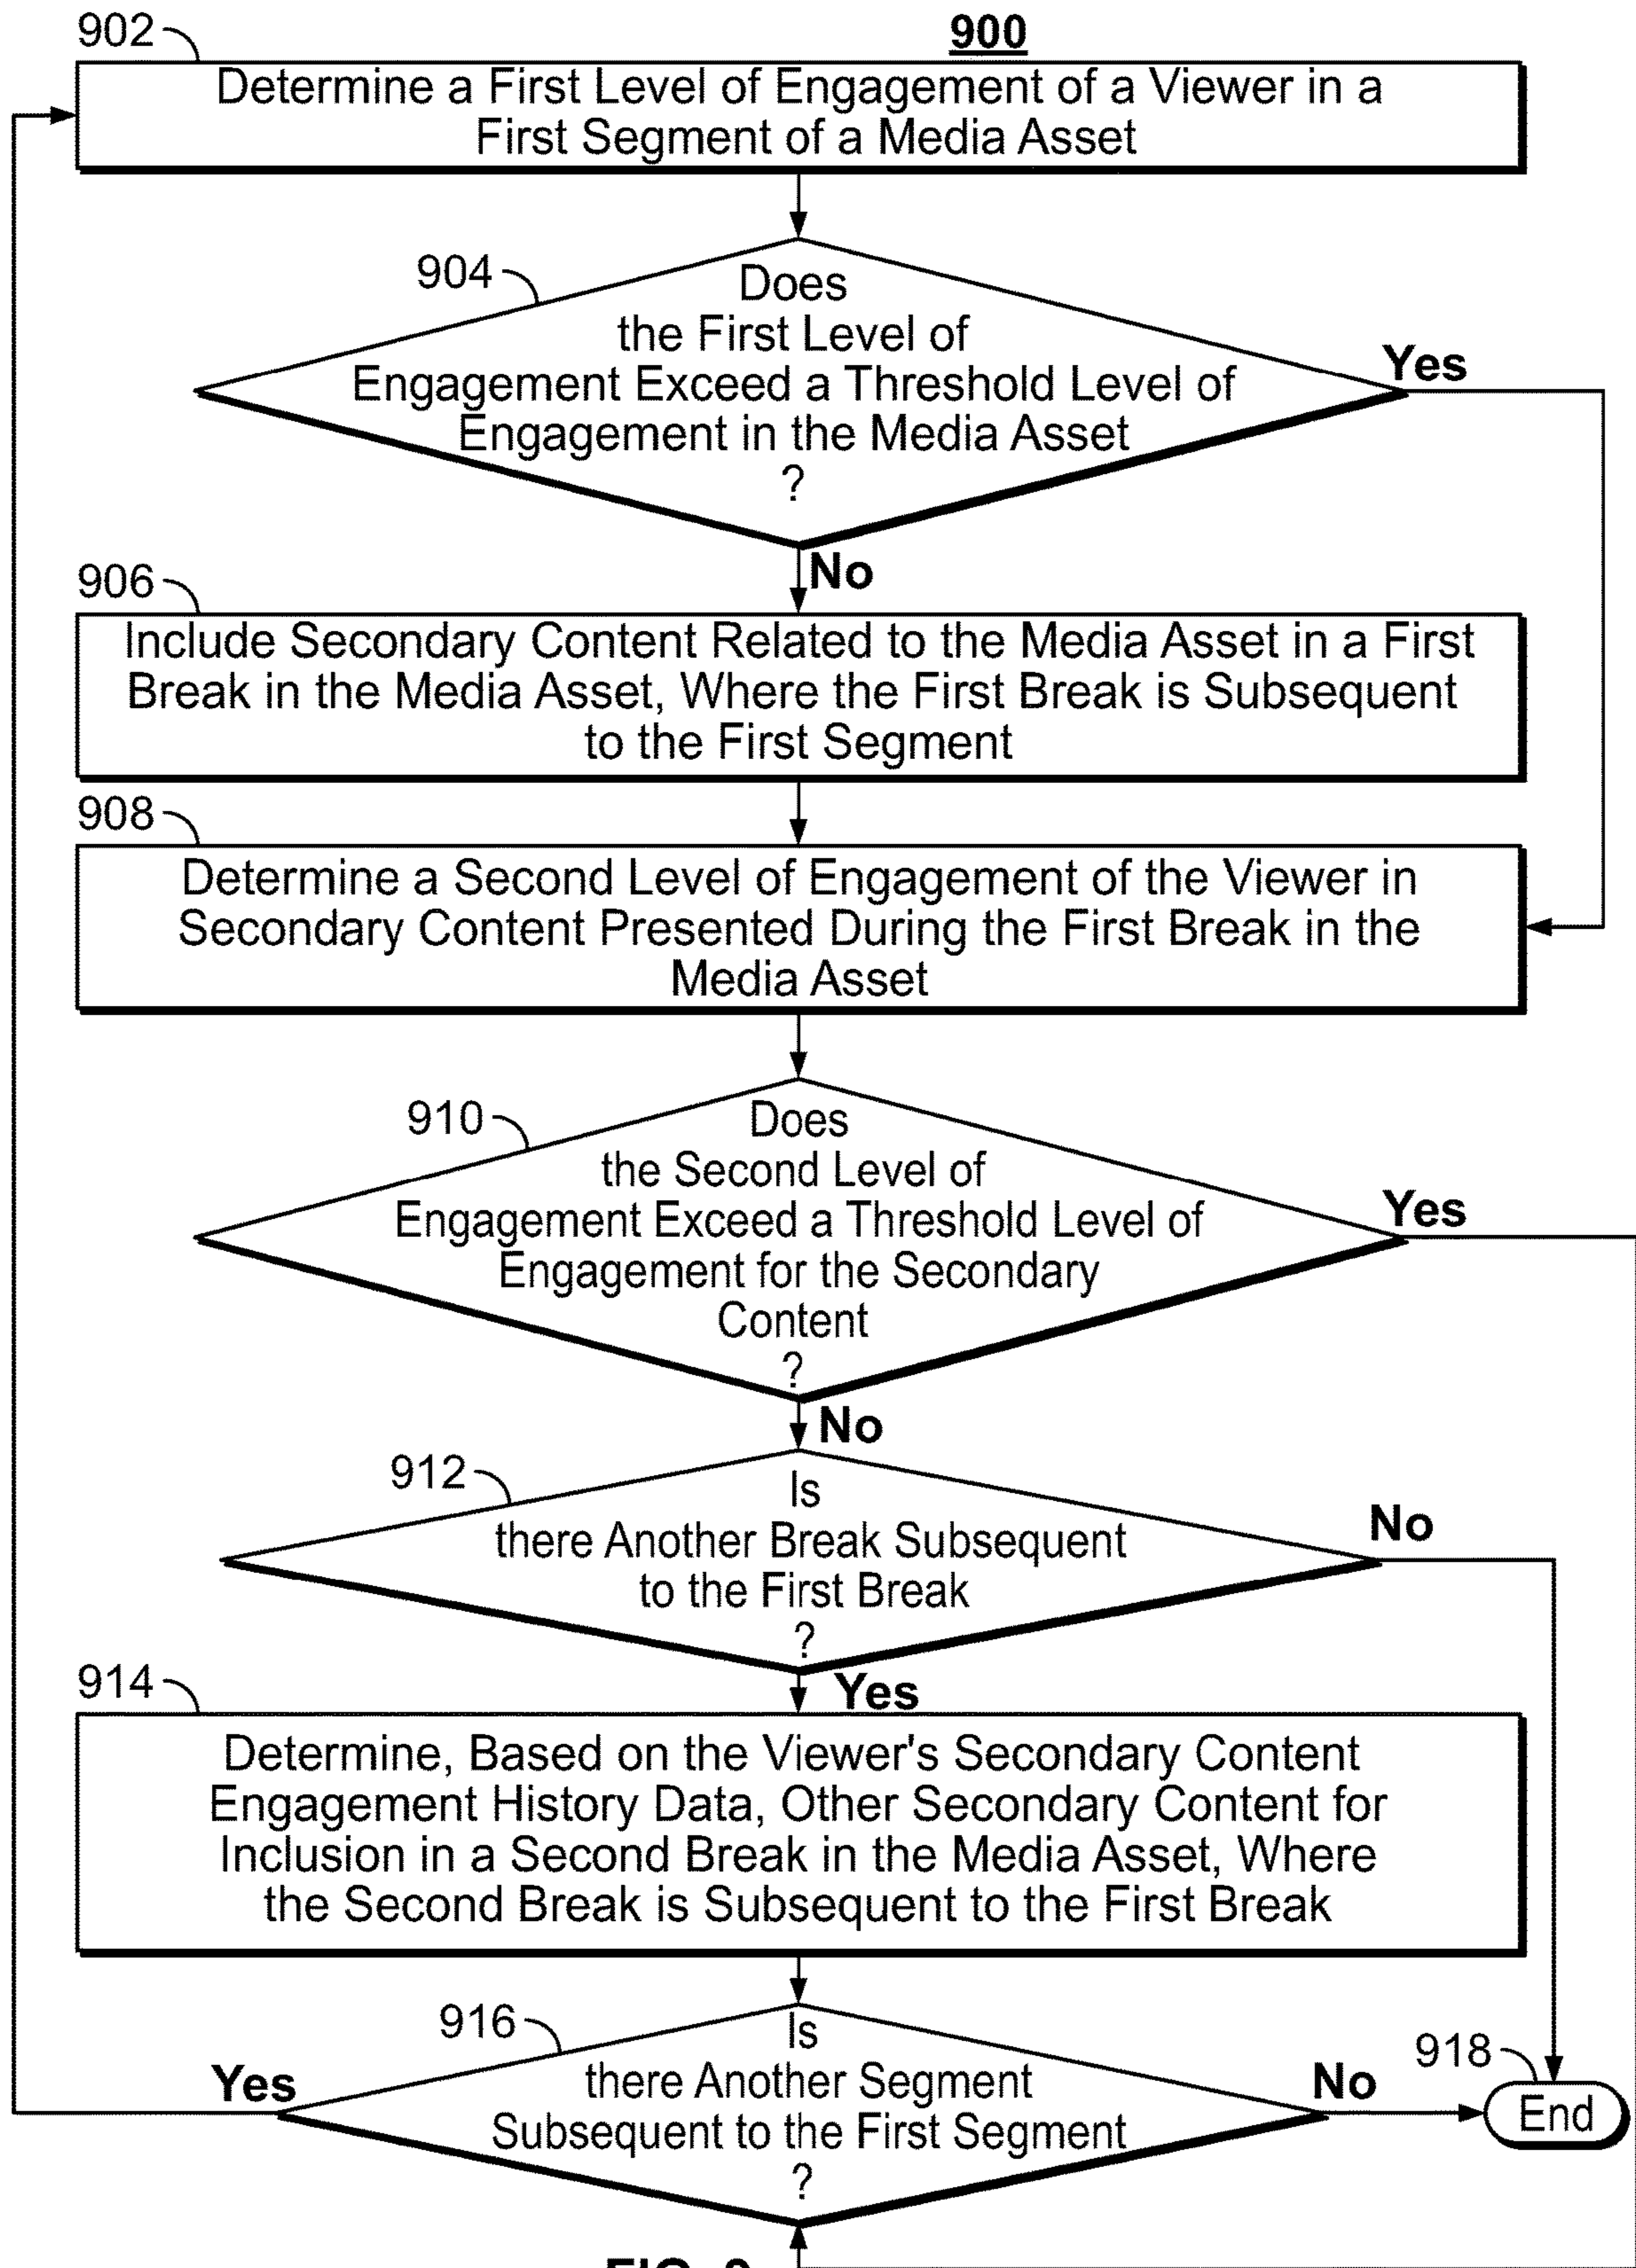 900
902
Determine a First Level of Engagement of a Viewer in a
First Segment of a Media Asset
904
Does
the First Level of
Engagement Exceed a Threshold Level of
Engagement in the Media Asset
?
Yes
No
906
Include Secondary Content Related to the Media Asset in a First
Break in the Media Asset, Where the First Break is Subsequent
to the First Segment
908
Determine a Second Level of Engagement of the Viewer in
Secondary Content Presented During the First Break in the
Media Asset
910
Does
the Second Level of
Engagement Exceed a Threshold Level of
Engagement for the Secondary
Content
?
Yes
No
912
Is
there Another Break Subsequent
to the First Break
?
No
Yes
914
Determine, Based on the Viewer's Secondary Content
Engagement History Data, Other Secondary Content for
Inclusion in a Second Break in the Media Asset, Where
the Second Break is Subsequent to the First Break
916
Is
there Another Segment
Subsequent to the First Segment
?
Yes
No
918
End